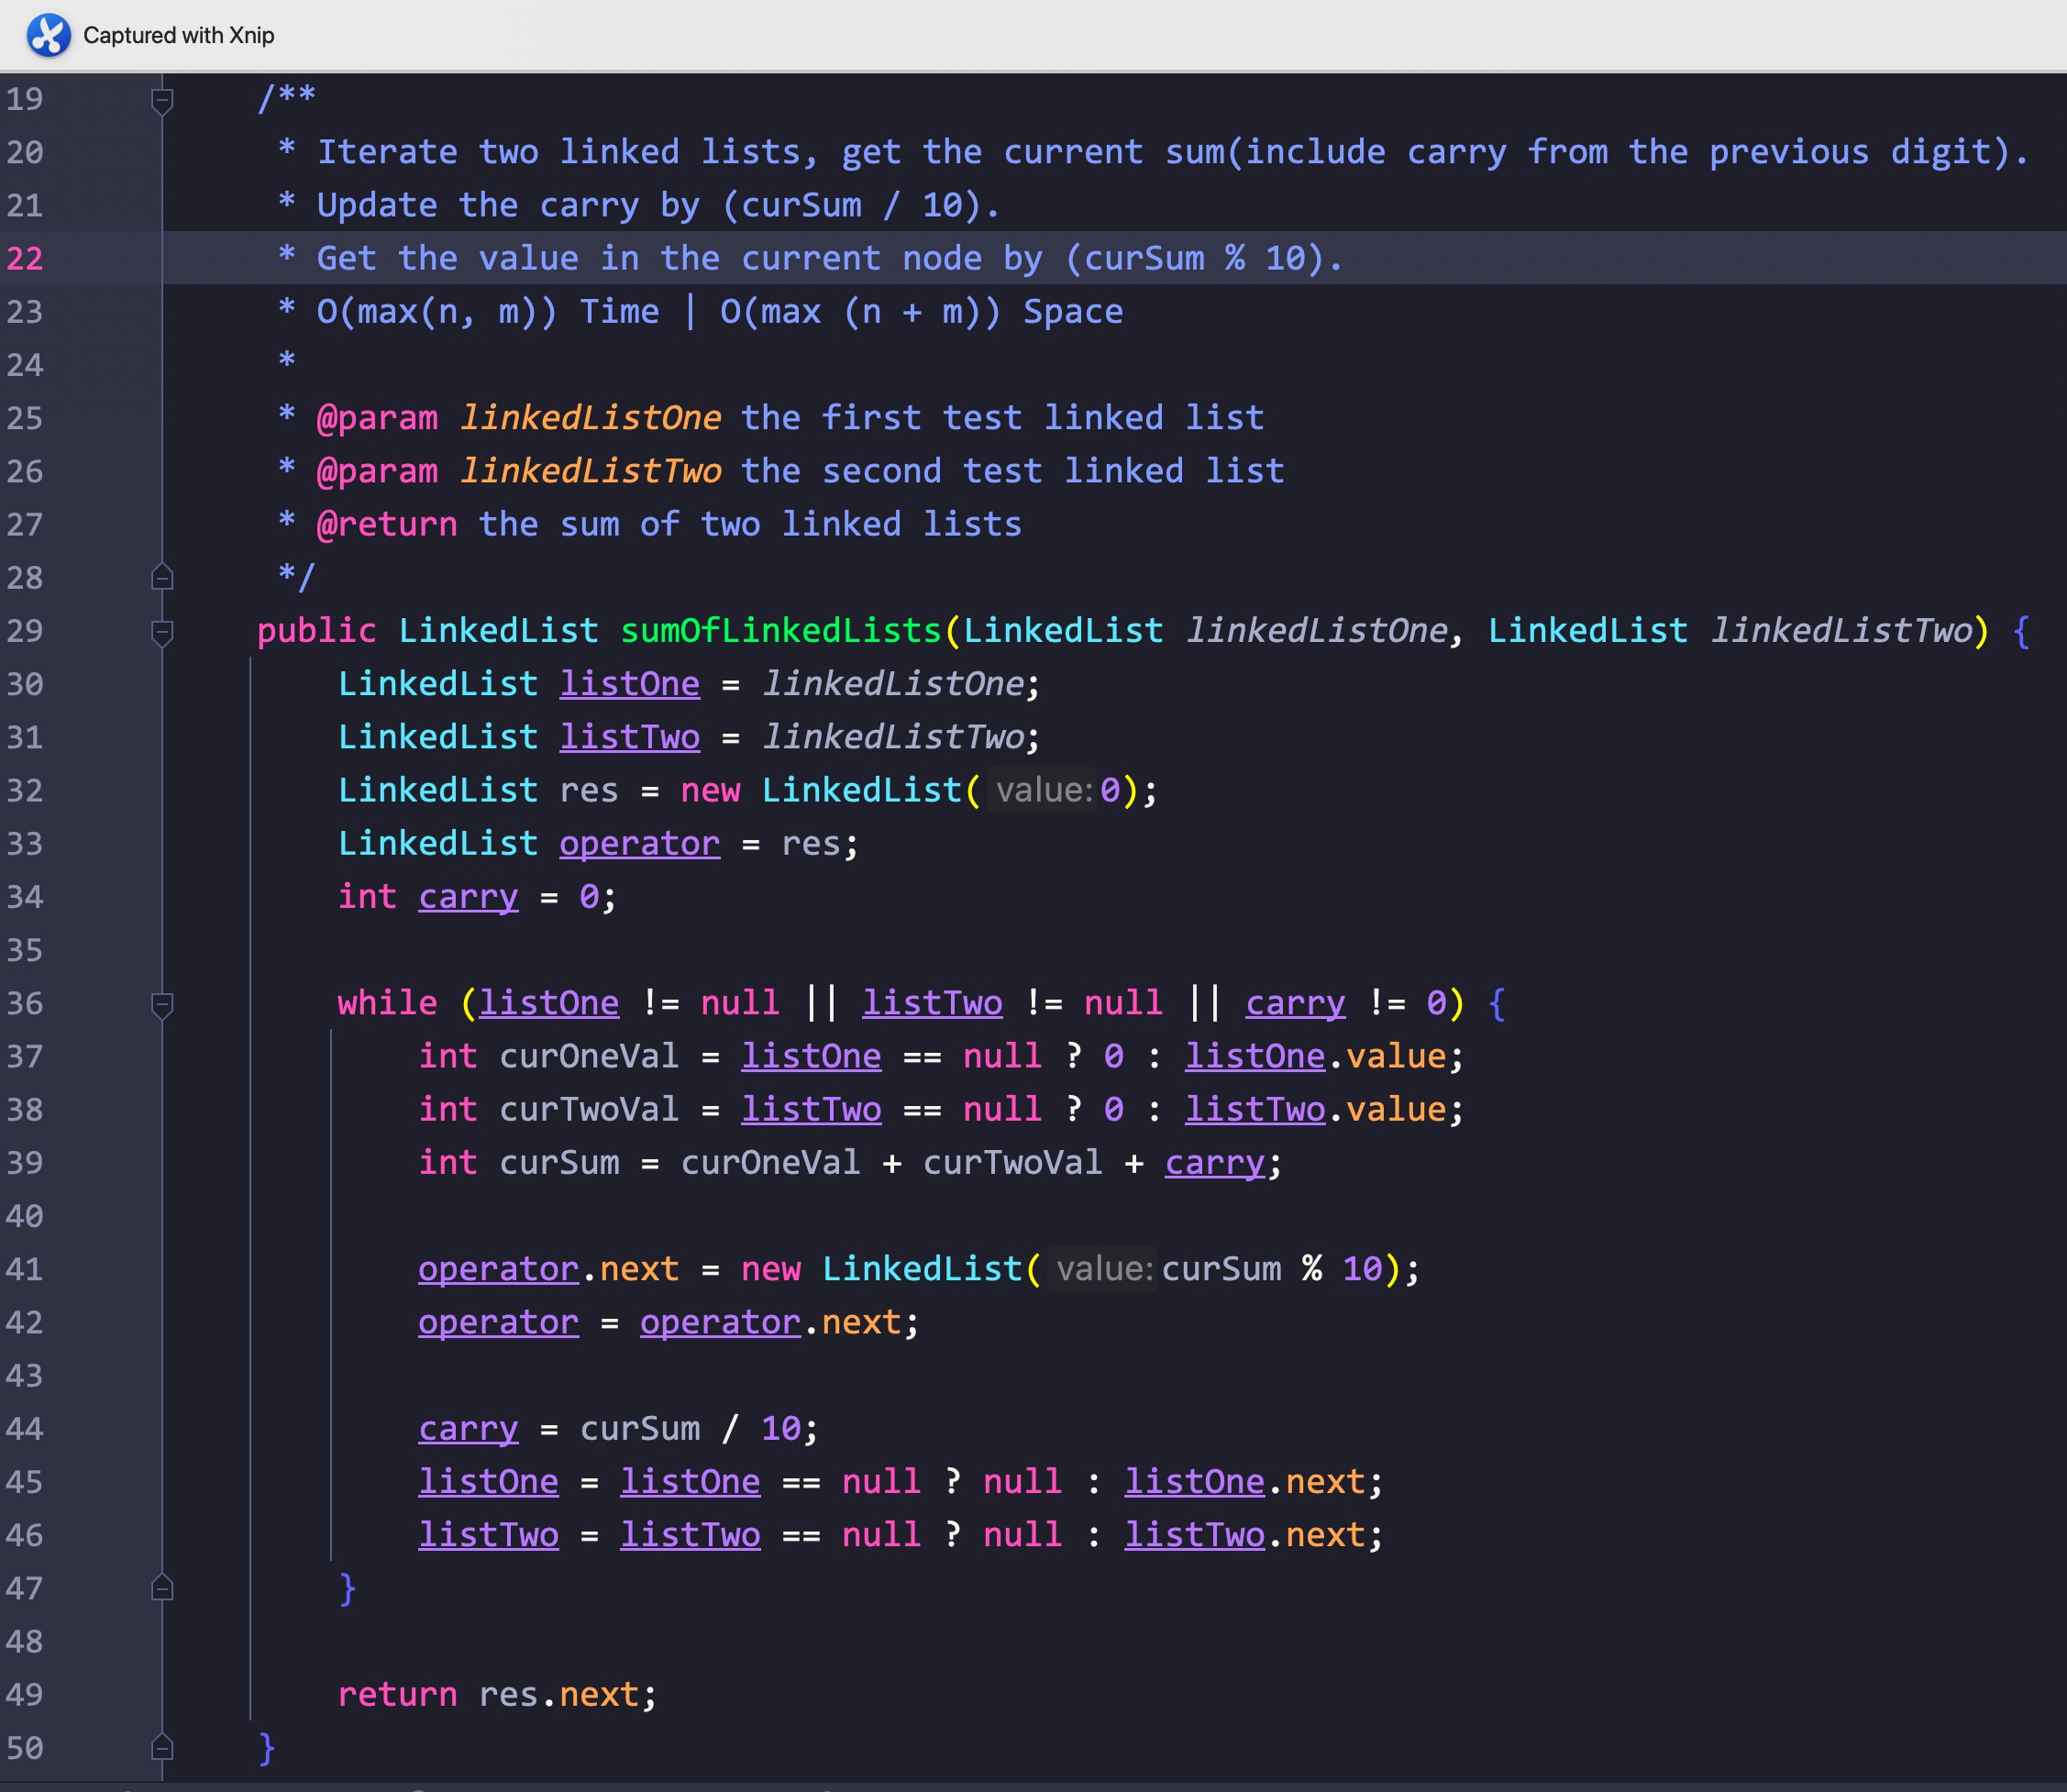 Captured with Xnip
19 /**
20 * Iterate two linked lists, get the current sum(include carry from the previous digit).
21 * Update the carry by (curSum / 10).
22 * Get the value in the current node by (curSum % 10).
23 * O(max(n, m)) Time | O(max (n + m)) Space
24 *
25 * @param linkedListOne the first test linked list
26 * @param linkedListTwo the second test linked list
27 * @return the sum of two linked lists
28 */
29 public LinkedList sumOfLinkedLists(LinkedList linkedListOne, LinkedList linkedListTwo) {
30 LinkedList listOne = linkedListOne;
31 LinkedList listTwo = linkedListTwo;
32 LinkedList res = new LinkedList( value: 0);
33 LinkedList operator = res;
34 int carry = 0;
35
36 while (listOne != null || listTwo != null || carry != 0) {
37 int curOneVal = listOne == null ? 0 : listOne.value;
38 int curTwoVal = listTwo == null ? 0 : listTwo.value;
39 int curSum = curOneVal + curTwoVal + carry;
40
41 operator.next = new LinkedList( value: curSum % 10);
42 operator = operator.next;
43
44 carry = curSum / 10;
45 listOne = listOne == null ? null : listOne.next;
46 listTwo = listTwo == null ? null : listTwo.next;
47 }
48
49 return res.next;
50 }